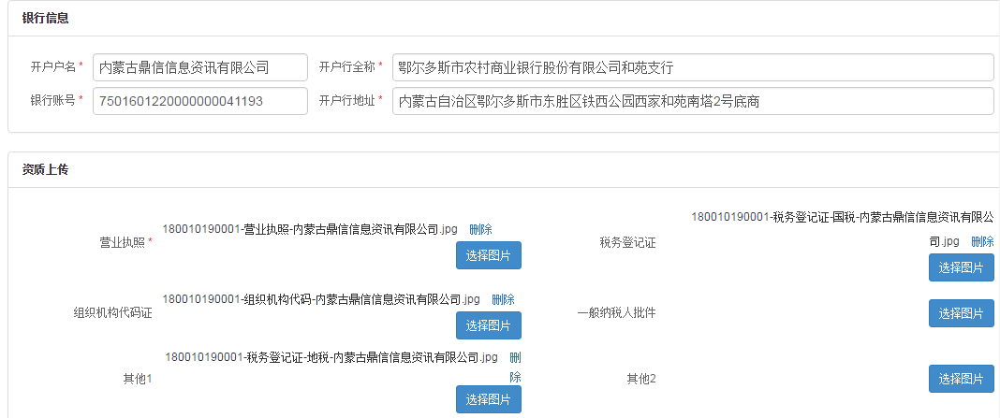 银行信息
开户户名 * 内蒙古鼎信信息资讯有限公司 开户行全称 * 鄂尔多斯市农村商业银行股份有限公司和苑支行
银行账号 * 7501601220000000041193 开户行地址 * 内蒙古自治区鄂尔多斯市东胜区铁西公园西家和苑南塔2号底商
资质上传
营业执照 *
180010190001-营业执照-内蒙古鼎信信息资讯有限公司.jpg 删除
选择图片
税务登记证
180010190001-税务登记证-国税-内蒙古鼎信信息资讯有限公
司.jpg 删除
选择图片
组织机构代码证
180010190001-组织机构代码-内蒙古鼎信信息资讯有限公司.jpg 删除
选择图片
一般纳税人批件
选择图片
其他1
180010190001-税务登记证-地税-内蒙古鼎信信息资讯有限公司.jpg 删
除
选择图片
其他2
选择图片